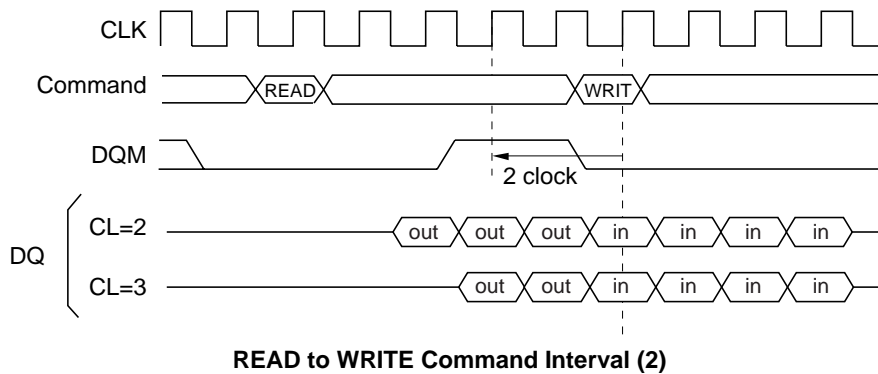 CLK
Command READ WRIT
DQM
2 clock
DQ
CL=2 out out out in in in in
CL=3 out out in in in in
READ to WRITE Command Interval (2)